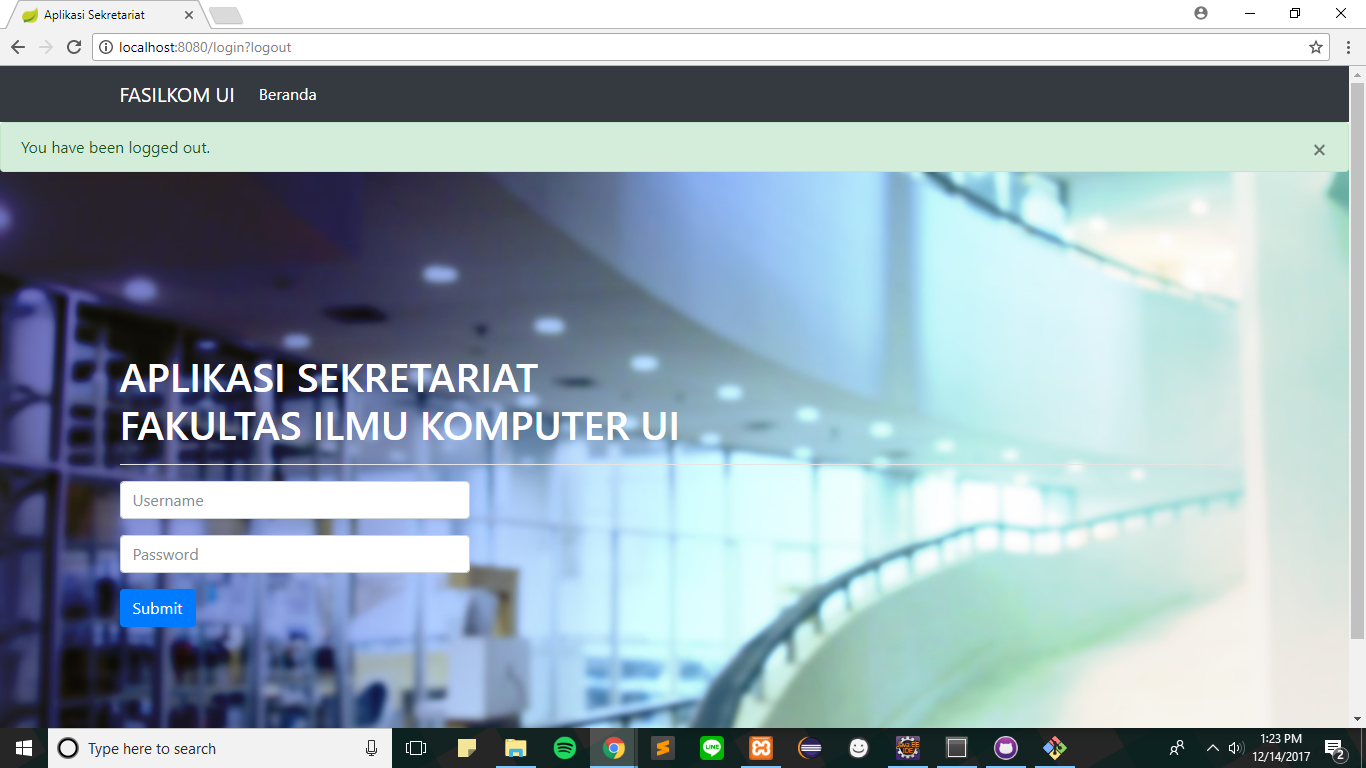 Aplikasi Sekretariat
localhost:8080/login?logout
FASILKOM UI
Beranda
You have been logged out.
×
APLIKASI SEKRETARIAT
FAKULTAS ILMU KOMPUTER UI
Username
Password
Submit
Type here to search
LINE
1:23 PM
12/14/2017
2